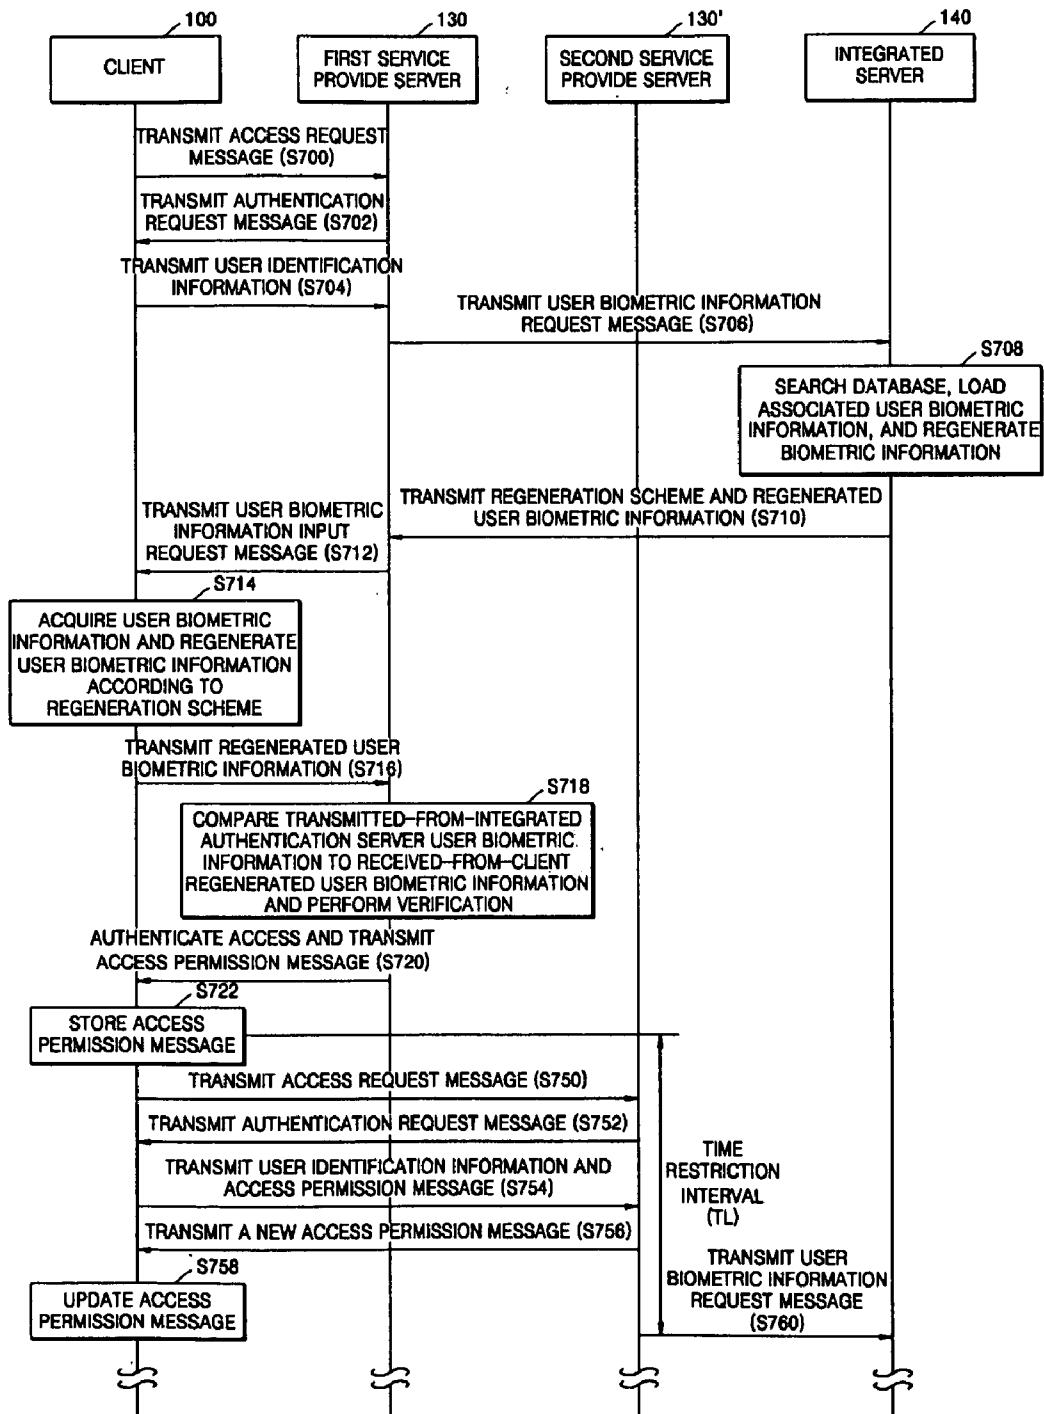 100
130
130'
140
CLIENT
FIRST SERVICE
PROVIDE SERVER
SECOND SERVICE
PROVIDE SERVER
INTEGRATED
SERVER
TRANSMIT ACCESS REQUEST
MESSAGE (S700)
TRANSMIT AUTHENTICATION
REQUEST MESSAGE (S702)
TRANSMIT USER IDENTIFICATION
INFORMATION (S704)
TRANSMIT USER BIOMETRIC INFORMATION
REQUEST MESSAGE (S706)
S708
SEARCH DATABASE, LOAD
ASSOCIATED USER BIOMETRIC
INFORMATION, AND REGENERATE
BIOMETRIC INFORMATION
TRANSMIT REGENERATION SCHEME AND REGENERATED
USER BIOMETRIC INFORMATION (S710)
TRANSMIT USER BIOMETRIC
INFORMATION INPUT
REQUEST MESSAGE (S712)
S714
ACQUIRE USER BIOMETRIC
INFORMATION AND REGENERATE
USER BIOMETRIC INFORMATION
ACCORDING TO
REGENERATION SCHEME
TRANSMIT REGENERATED USER
BIOMETRIC INFORMATION (S716)
S718
COMPARE TRANSMITTED-FROM-INTEGRATED
AUTHENTICATION SERVER USER BIOMETRIC
INFORMATION TO RECEIVED-FROM-CLIENT
REGENERATED USER BIOMETRIC INFORMATION
AND PERFORM VERIFICATION
AUTHENTICATE ACCESS AND TRANSMIT
ACCESS PERMISSION MESSAGE (S720)
S722
STORE ACCESS
PERMISSION MESSAGE
TRANSMIT ACCESS REQUEST MESSAGE (S750)
TRANSMIT AUTHENTICATION REQUEST MESSAGE (S752)
TRANSMIT USER IDENTIFICATION INFORMATION AND
ACCESS PERMISSION MESSAGE (S754)
TRANSMIT A NEW ACCESS PERMISSION MESSAGE (S756)
TIME
RESTRICTION
INTERVAL
(TL)
S758
UPDATE ACCESS
PERMISSION MESSAGE
TRANSMIT USER
BIOMETRIC INFORMATION
REQUEST MESSAGE
(S760)